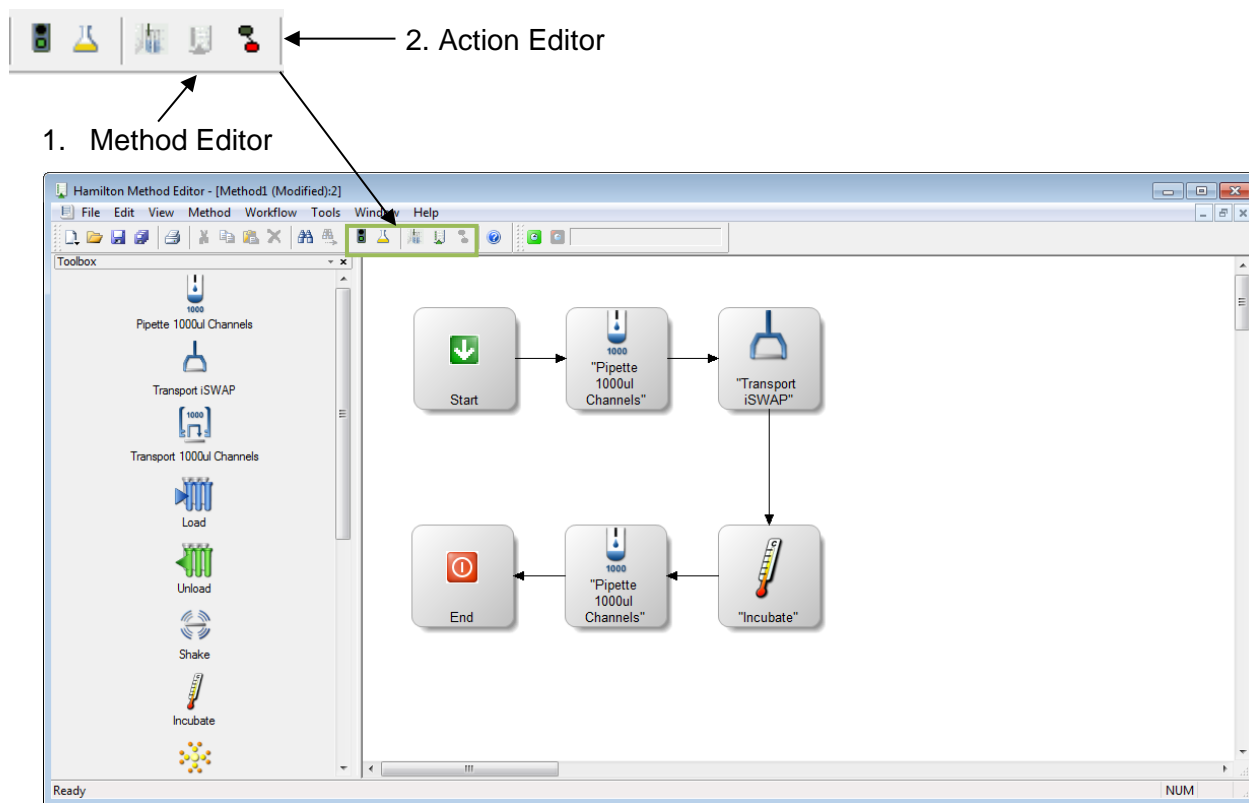 2. Action Editor
1. Method Editor
Hamilton Method Editor - [Method1 (Modified):2]
File Edit View Method Workflow Tools Window Help
Toolbox
1000
Pipette 1000ul Channels
Transport iSWAP
1000
Transport 1000ul Channels
Load
Unload
Shake
C
Incubate
Start
1000
"Pipette
1000ul
Channels"
"Transport
iSWAP"
End
1000
"Pipette
1000ul
Channels"
C
"Incubate"
Ready
NUM